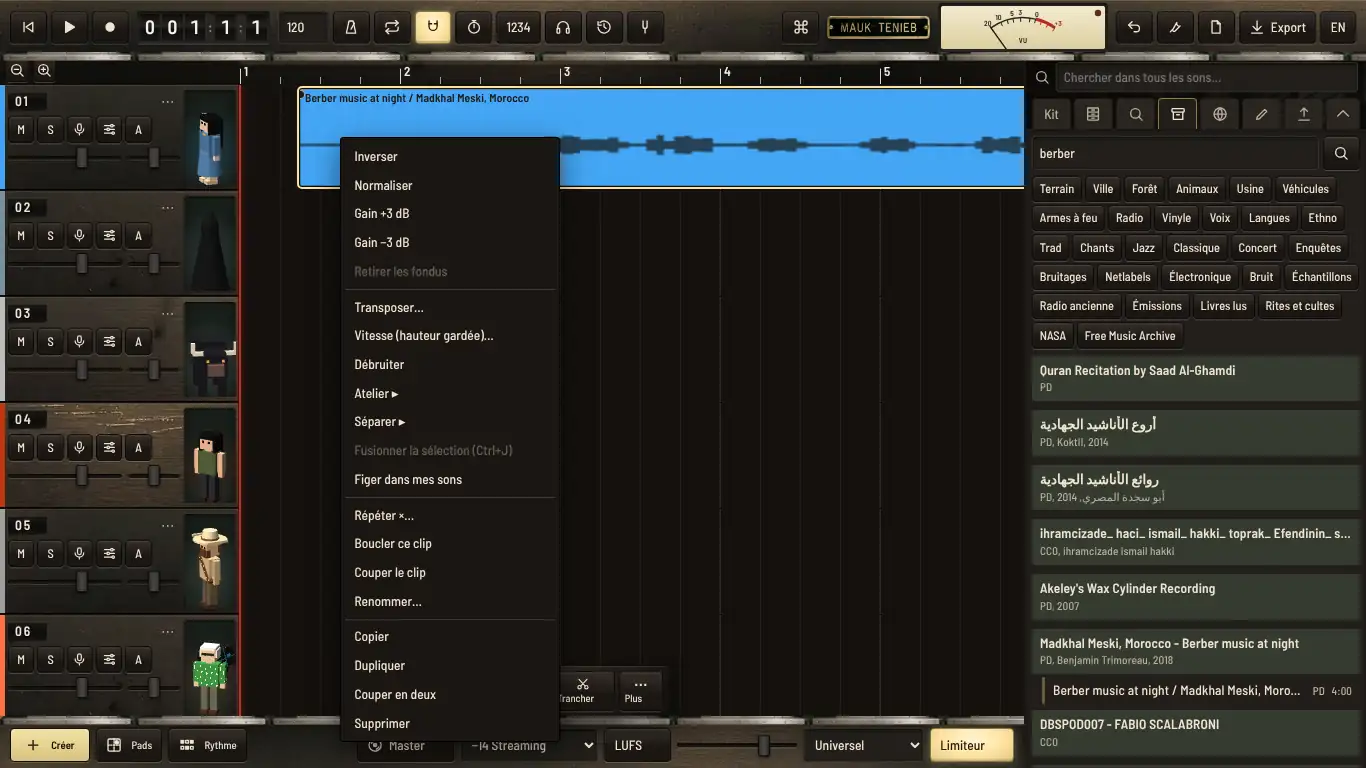 001:1:1
120
1234
MAUK TENIEB
20 10 5 3 0 +3
VU
Export
EN
1
2
3
4
5
Chercher dans tous les sons...
01
M S A
Berber music at night / Madkhal Meski, Morocco
02
M S A
03
M S A
04
M S A
05
M S A
06
M S A
Inverser
Normaliser
Gain +3 dB
Gain −3 dB
Retirer les fondus
Transposer...
Vitesse (hauteur gardée)...
Débruiter
Atelier ▸
Séparer ▸
Fusionner la sélection (Ctrl+J)
Figer dans mes sons
Répéter ×...
Boucler ce clip
Couper le clip
Renommer...
Copier
Dupliquer
Couper en deux
Supprimer
Plus
Kit
berber
Terrain Ville Forêt Animaux Usine Véhicules
Armes à feu Radio Vinyle Voix Langues Ethno
Trad Chants Jazz Classique Concert Enquêtes
Bruitages Netlabels Électronique Bruit Échantillons
Radio ancienne Émissions Livres lus Rites et cultes
NASA Free Music Archive
Quran Recitation by Saad Al-Ghamdi
PD
أروع الأناشيد الجهادية
PD, Koktil, 2014
روائع الأناشيد الجهادية
PD, 2014 ,أبو سجدة المصري
ihramcizade_ haci_ ismail_ hakki_ toprak_ Efendinin_ s...
CC0, ihramcizade ismail hakki
Akeley's Wax Cylinder Recording
PD, 2007
Madkhal Meski, Morocco - Berber music at night
PD, Benjamin Trimoreau, 2018
Berber music at night / Madkhal Meski, Moro... PD 4:00
DBSPOD007 - FABIO SCALABRONI
CC0
Créer
Pads
Rythme
Master
−14 Streaming
LUFS
Universel
Limiteur